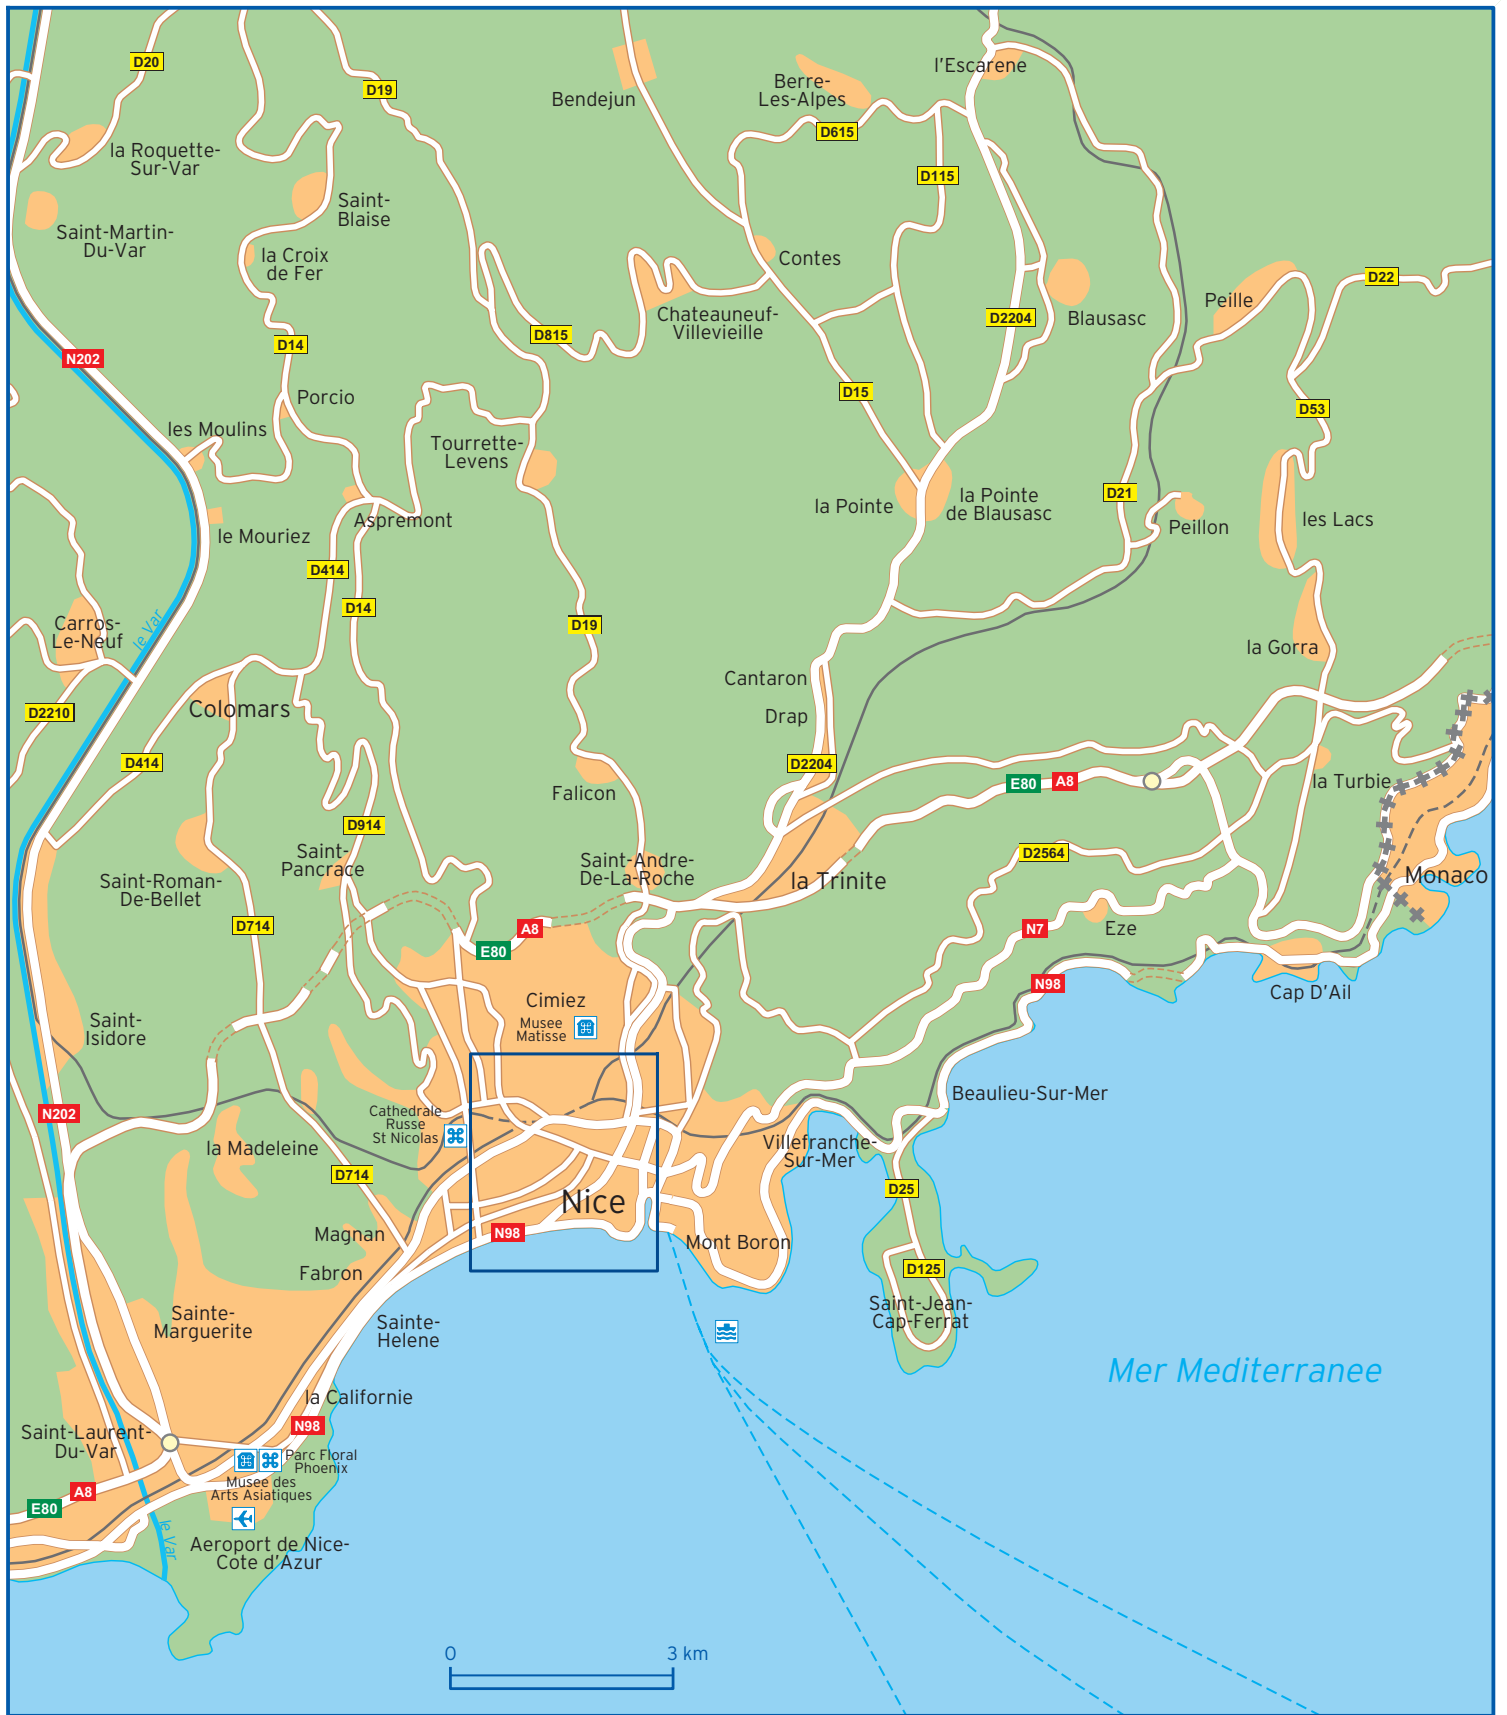 l'Escarene
D20
Berre-
Les-Alpes
D19
Bendejun
D615
la Roquette-
Sur-Var
D115
Saint-
Blaise
Saint-Martin-
Du-Var
la Croix
de Fer
Contes
D22
Peille
Chateauneuf-
Villevieille
D2204
Blausasc
D815
D14
N202
D15
Porcio
D53
les Moulins
Tourrette-
Levens
D21
la Pointe
la Pointe
de Blausasc
Aspremont
les Lacs
Peillon
le Mouriez
D414
D14
D19
Carros-
Le-Neuf
le Var
la Gorra
Cantaron
Colomars
D2210
Drap
D414
D2204
E80
A8
la Turbie
Falicon
D914
Saint-
Pancrace
D2564
Saint-Andre-
De-La-Roche
Saint-Roman-
De-Bellet
la Trinite
Monaco
D714
A8
E80
N7
Eze
N98
Cap D'Ail
Cimiez
Musee
Matisse
Saint-
Isidore
N202
Beaulieu-Sur-Mer
Cathedrale
Russe
St Nicolas
la Madeleine
Villefranche-
Sur-Mer
D714
D25
Nice
N98
Magnan
Mont Boron
Fabron
D125
Sainte-
Marguerite
Sainte-
Helene
Saint-Jean-
Cap-Ferrat
Mer Mediterranee
la Californie
N98
Saint-Laurent-
Du-Var
Parc Floral
Phoenix
Musee des
Arts Asiatiques
A8
E80
le Var
Aeroport de Nice-
Cote d'Azur
0 3 km